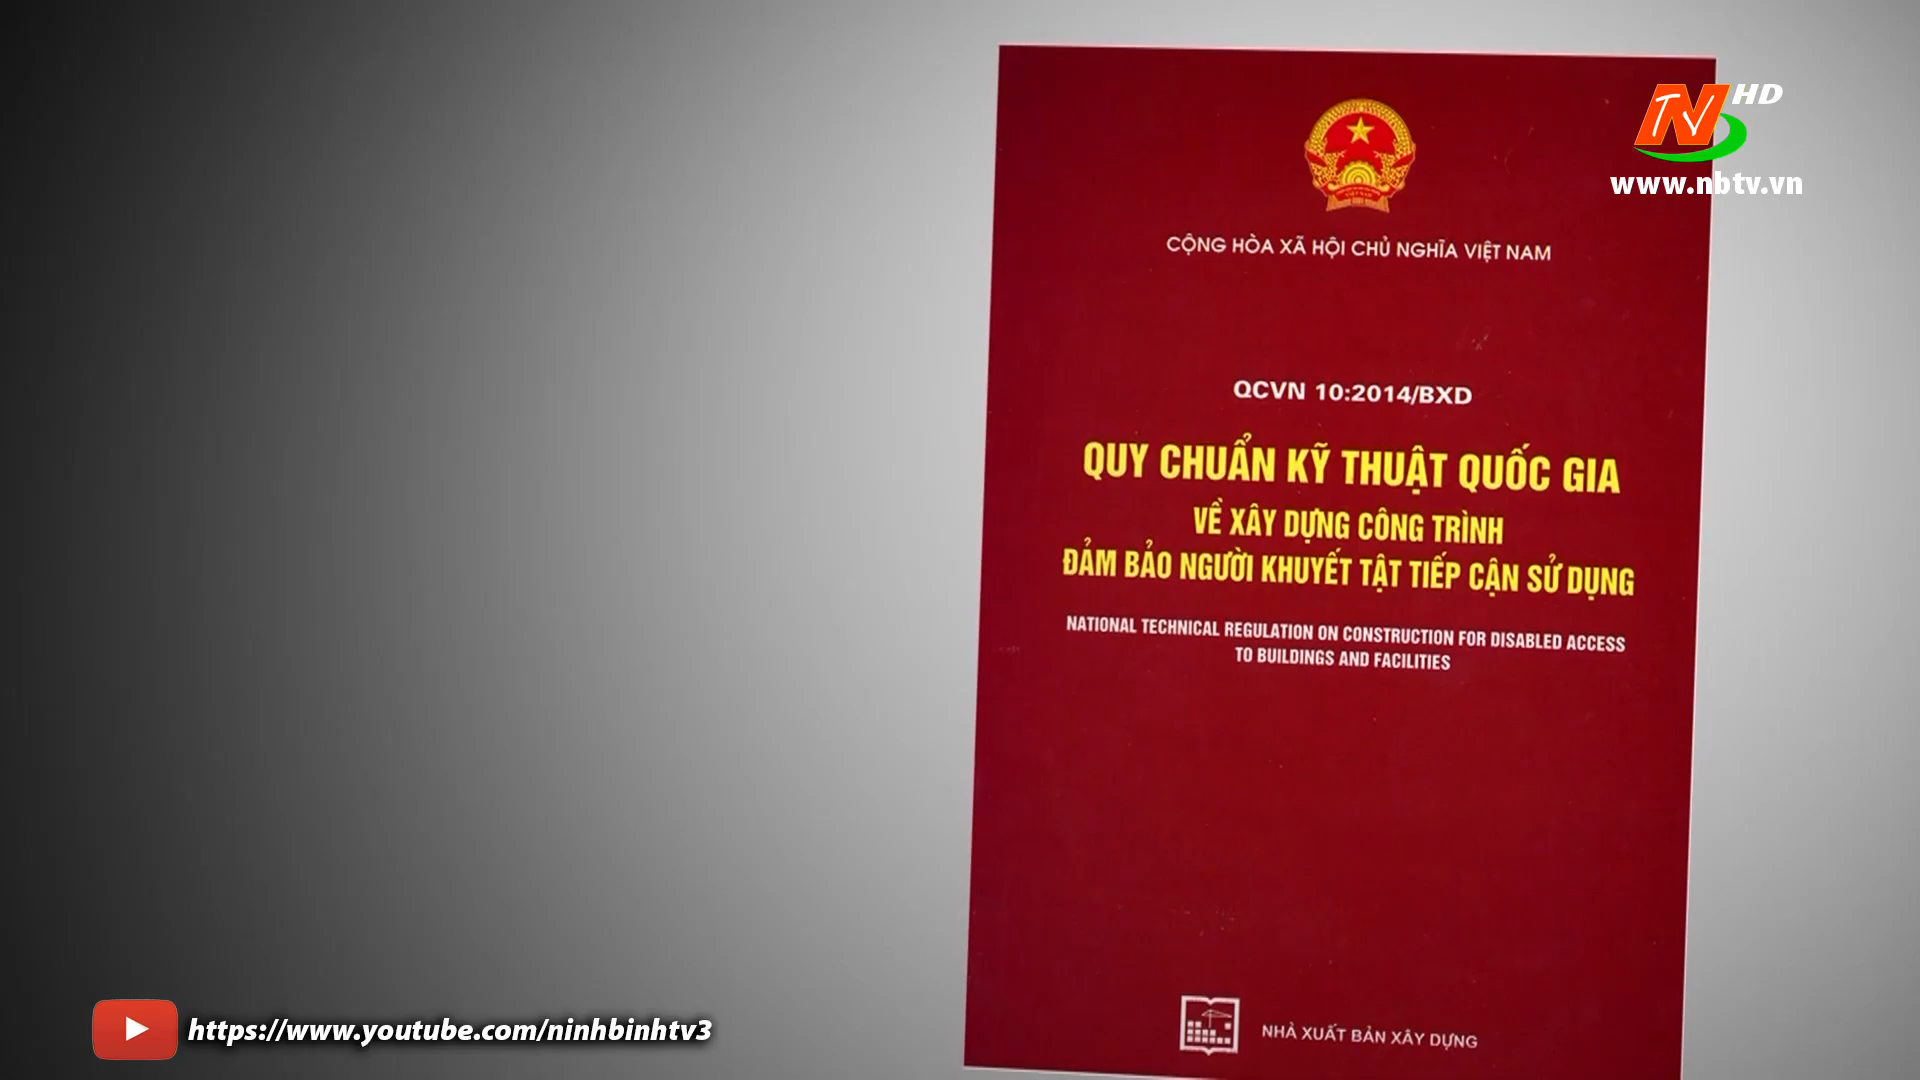 HD
NTV
www.nbtv.vn
CỘNG HÒA XÃ HỘI CHỦ NGHĨA VIỆT NAM
QCVN 10:2014/BXD
QUY CHUẨN KỸ THUẬT QUỐC GIA
VỀ XÂY DỰNG CÔNG TRÌNH
ĐẢM BẢO NGƯỜI KHUYẾT TẬT TIẾP CẬN SỬ DỤNG
NATIONAL TECHNICAL REGULATION ON CONSTRUCTION FOR DISABLED ACCESS
TO BUILDINGS AND FACILITIES
NHÀ XUẤT BẢN XÂY DỰNG
https://www.youtube.com/ninhbinhtv3